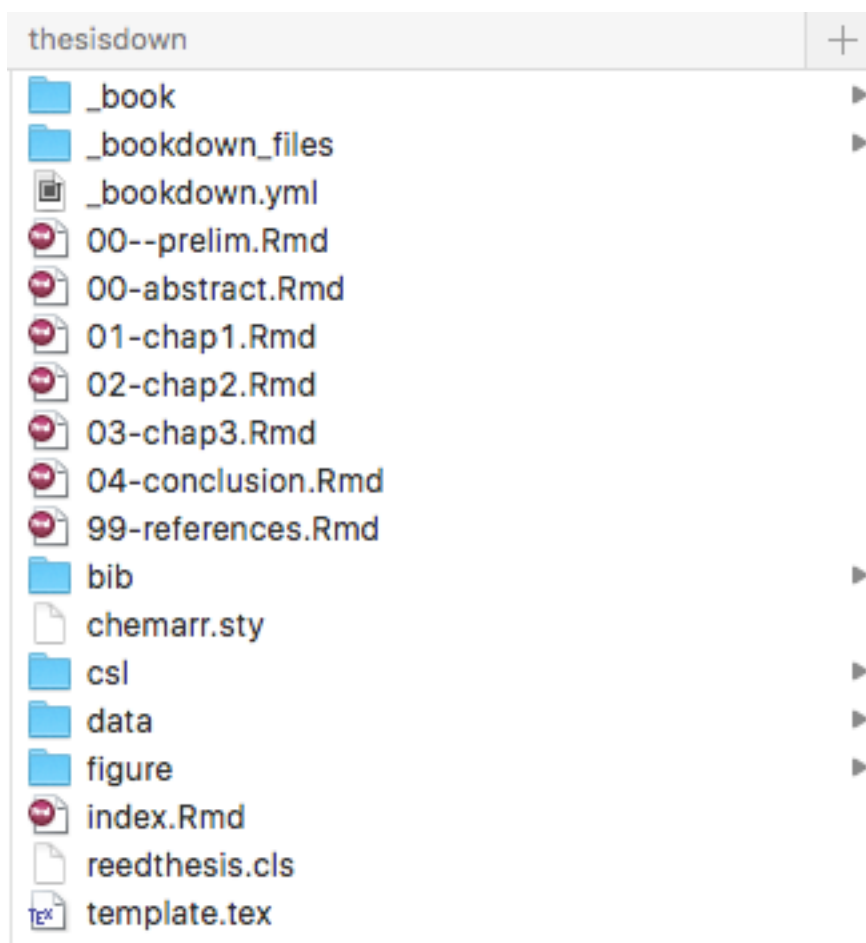 thesisdown
_book
_bookdown_files
_bookdown.yml
00--prelim.Rmd
00-abstract.Rmd
01-chap1.Rmd
02-chap2.Rmd
03-chap3.Rmd
04-conclusion.Rmd
99-references.Rmd
bib
chemarr.sty
csl
data
figure
index.Rmd
reedthesis.cls
TEX template.tex